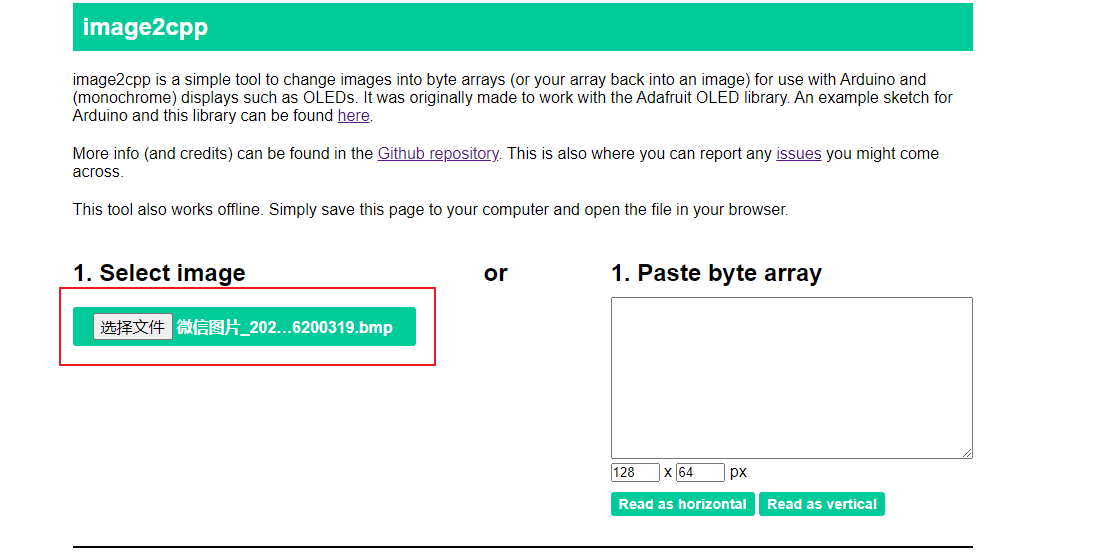 image2cpp
image2cpp is a simple tool to change images into byte arrays (or your array back into an image) for use with Arduino and
(monochrome) displays such as OLEDs. It was originally made to work with the Adafruit OLED library. An example sketch for
Arduino and this library can be found here.
More info (and credits) can be found in the Github repository. This is also where you can report any issues you might come
across.
This tool also works offline. Simply save this page to your computer and open the file in your browser.
1. Select image
选择文件 微信图片_202...6200319.bmp
or
1. Paste byte array
128 x 64 px
Read as horizontal Read as vertical